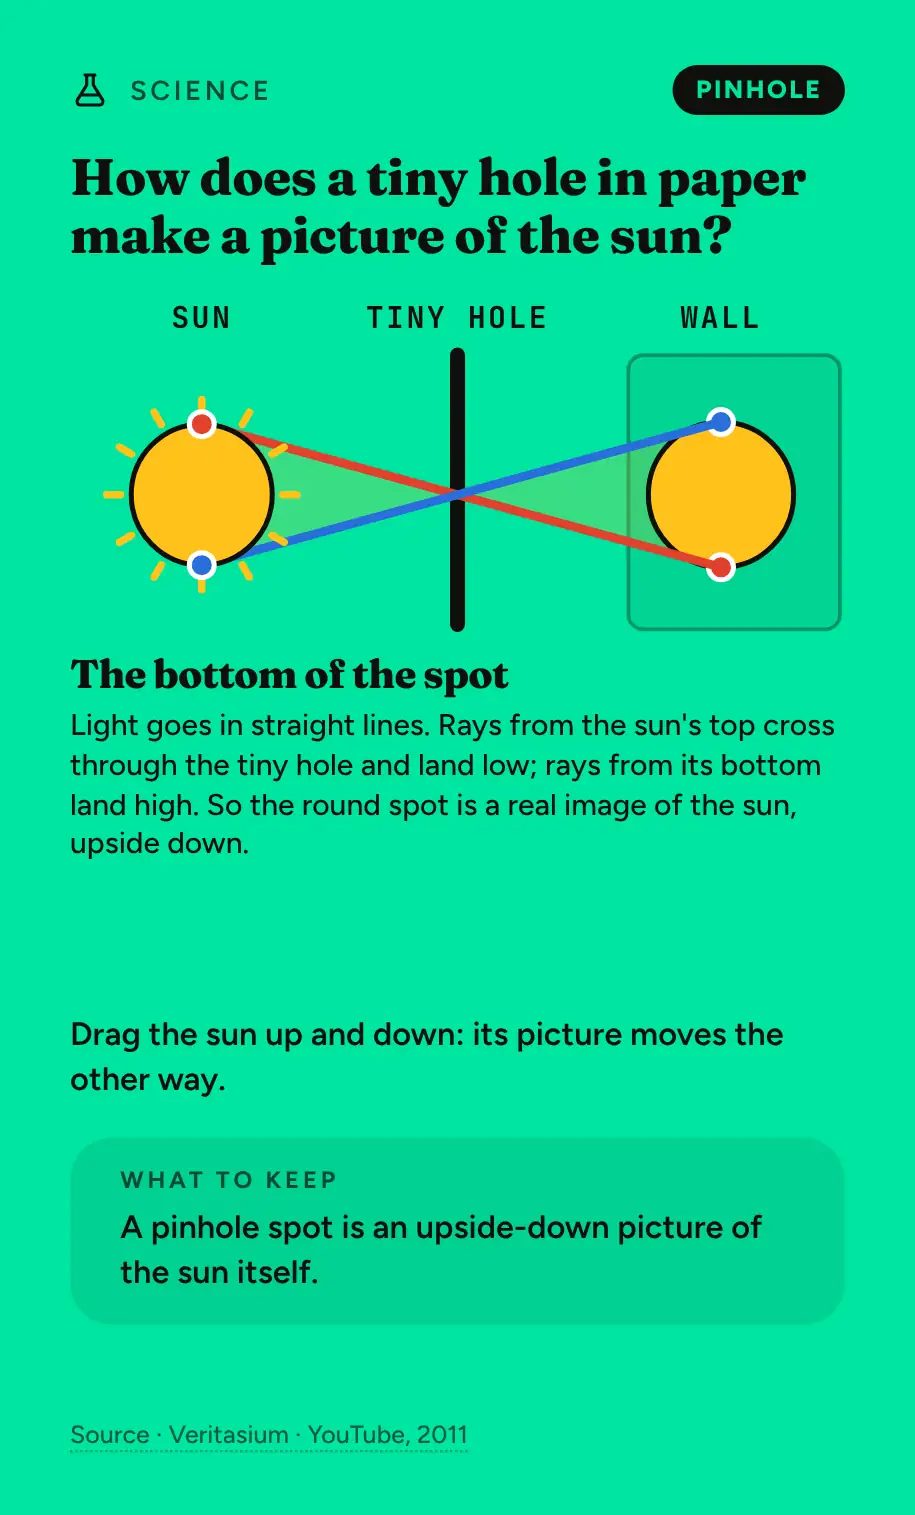 SCIENCE
PINHOLE
How does a tiny hole in paper
make a picture of the sun?
SUN
TINY HOLE
WALL
The bottom of the spot
Light goes in straight lines. Rays from the sun's top cross
through the tiny hole and land low; rays from its bottom
land high. So the round spot is a real image of the sun,
upside down.
Drag the sun up and down: its picture moves the
other way.
WHAT TO KEEP
A pinhole spot is an upside-down picture of
the sun itself.
Source · Veritasium · YouTube, 2011